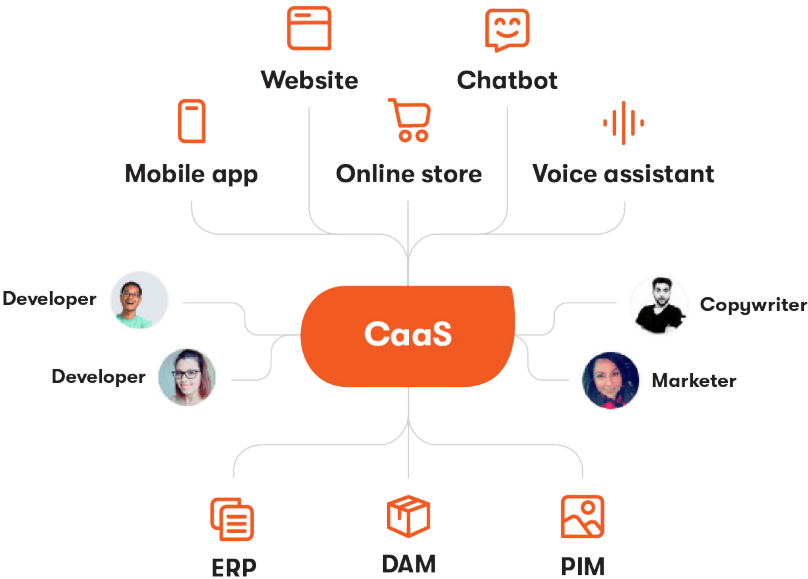 Website
Chatbot
Mobile app
Online store
Voice assistant
Developer
Copywriter
CaaS
Developer
Marketer
ERP
DAM
PIM